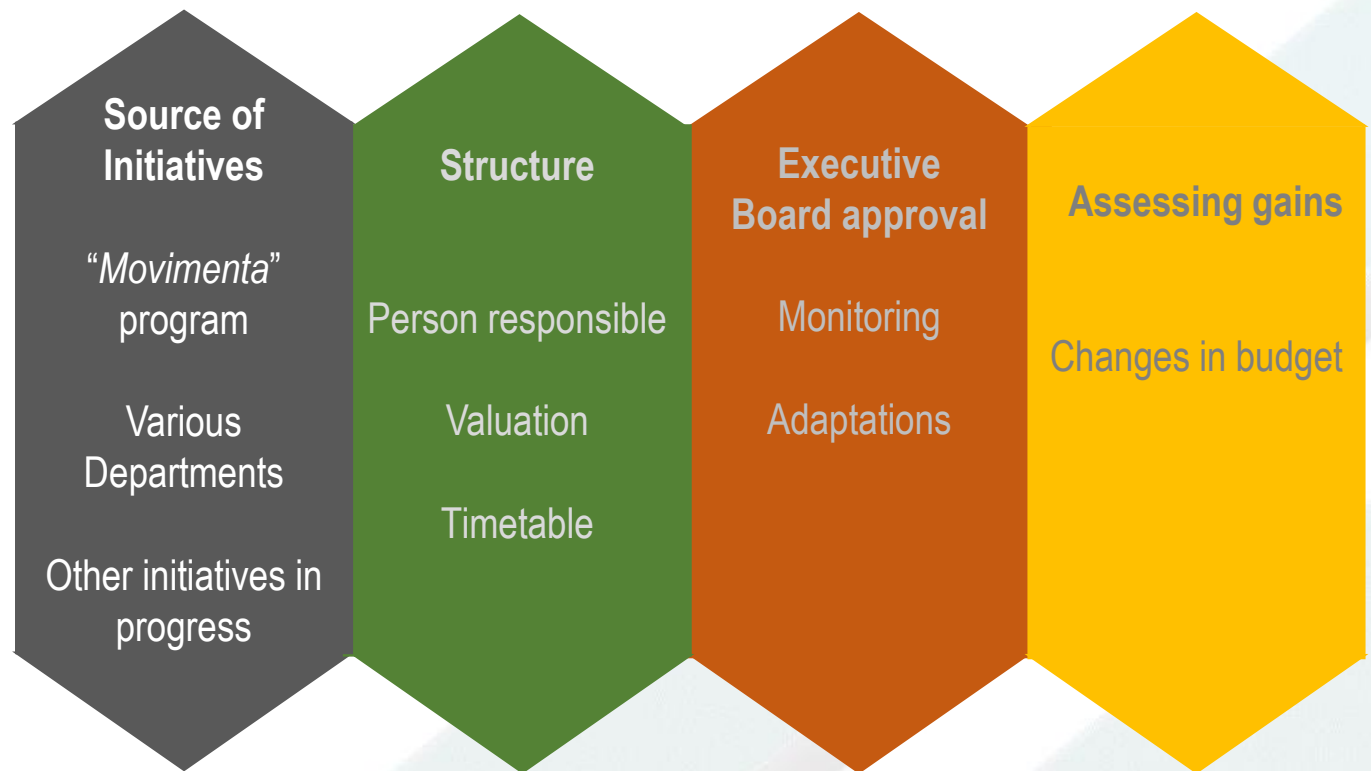 Source of
Initiatives
“Movimenta”
program
Various
Departments
Other initiatives in
progress
Structure
Person responsible
Valuation
Timetable
Executive
Board approval
Monitoring
Adaptations
Assessing gains
Changes in budget